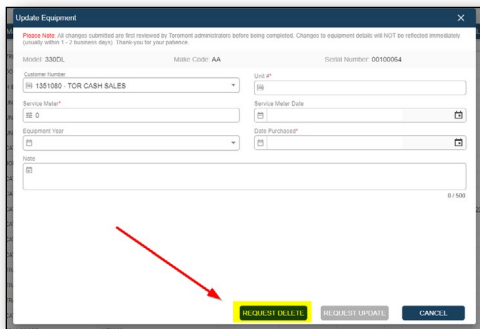 Update Equipment
Please Note: All changes submitted are first reviewed by Toromont administrators before being completed. Changes to equipment details will NOT be reflected immediately
(usually within 1 - 2 business days). Thank-you for your patience.
Model: 330DL Make Code: AA Serial Number: 00100064
Customer Number Unit #*
1351080 - TOR CASH SALES
Service Meter* Service Meter Date
0
Equipment Year Date Purchased*
Note
0 / 500
REQUEST DELETE REQUEST UPDATE CANCEL